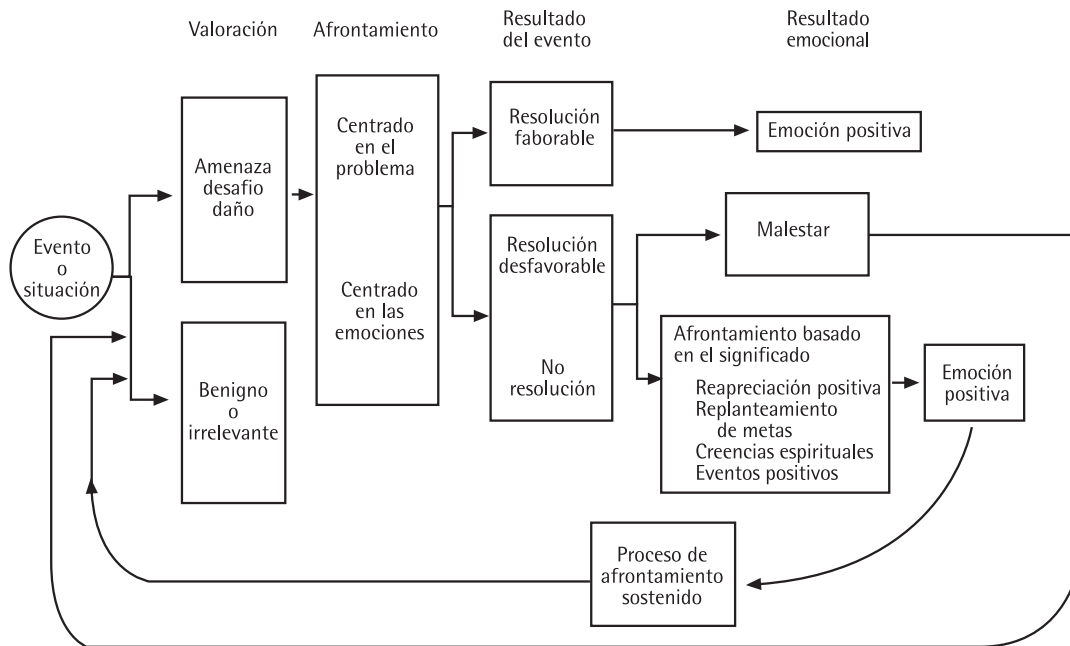 Valoración
Afrontamiento
Resultado
del evento
Resultado
emocional
Evento
o
situación
Amenaza
desafio
daño
Benigno
o
irrelevante
Centrado
en el
problema
Centrado
en las
emociones
Resolución
faborable
Resolución
desfavorable
No
resolución
Emoción positiva
Malestar
Afrontamiento basado
en el significado
Reapreciación positiva
Replanteamiento
de metas
Creencias espirituales
Eventos positivos
Emoción
positiva
Proceso de
afrontamiento
sostenido